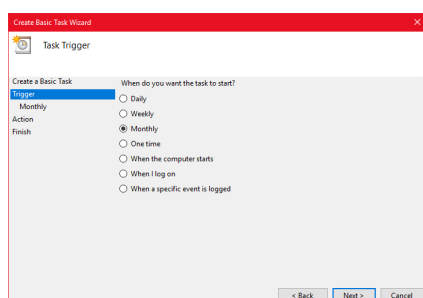 Create Basic Task Wizard
Task Trigger
Create a Basic Task
Trigger
Monthly
Action
Finish
When do you want the task to start?
Daily
Weekly
Monthly
One time
When the computer starts
When I log on
When a specific event is logged
< Back Next > Cancel